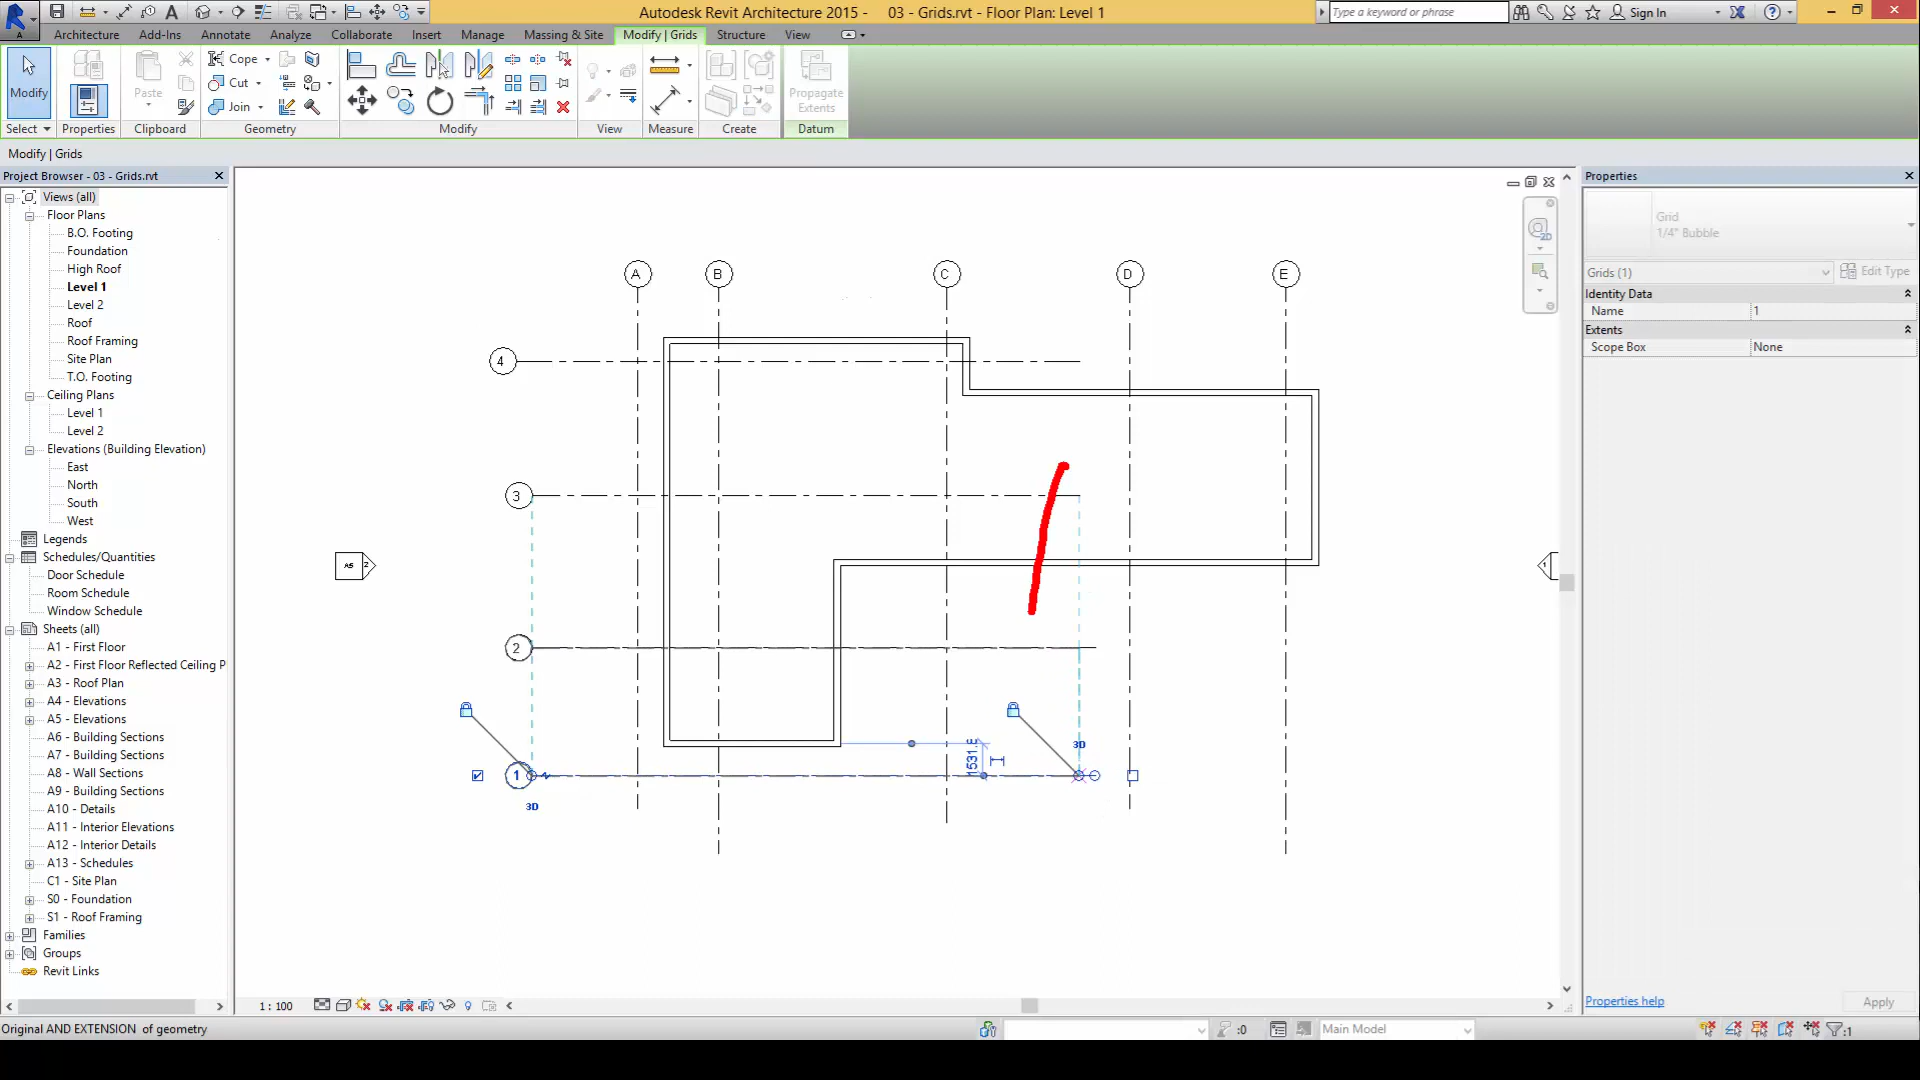 Autodesk Revit Architecture 2015 -    03 - Grids.rvt - Floor Plan: Level 1
Type a keyword or phrase
Sign In
Architecture
Add-Ins
Annotate
Analyze
Collaborate
Insert
Manage
Massing & Site
Modify | Grids
Structure
View
Modify
Paste
Cope
Cut
Join
Propagate
Extents
Select
Properties
Clipboard
Geometry
Modify
View
Measure
Create
Datum
Modify | Grids
Project Browser - 03 - Grids.rvt
Views (all)
Floor Plans
B.O. Footing
Foundation
High Roof
Level 1
Level 2
Roof
Roof Framing
Site Plan
T.O. Footing
Ceiling Plans
Level 1
Level 2
Elevations (Building Elevation)
East
North
South
West
Legends
Schedules/Quantities
Door Schedule
Room Schedule
Window Schedule
Sheets (all)
A1 - First Floor
A2 - First Floor Reflected Ceiling P
A3 - Roof Plan
A4 - Elevations
A5 - Elevations
A6 - Building Sections
A7 - Building Sections
A8 - Wall Sections
A9 - Building Sections
A10 - Details
A11 - Interior Elevations
A12 - Interior Details
A13 - Schedules
C1 - Site Plan
S0 - Foundation
S1 - Roof Framing
Families
Groups
Revit Links
A
B
C
D
E
4
3
2
1
A5
2
1
3D
3D
2D
Properties
Grid
1/4" Bubble
Grids (1)
Edit Type
Identity Data
Name
1
Extents
Scope Box
None
Properties help
Apply
1 : 100
Original AND EXTENSION of geometry
:0
Main Model
:1